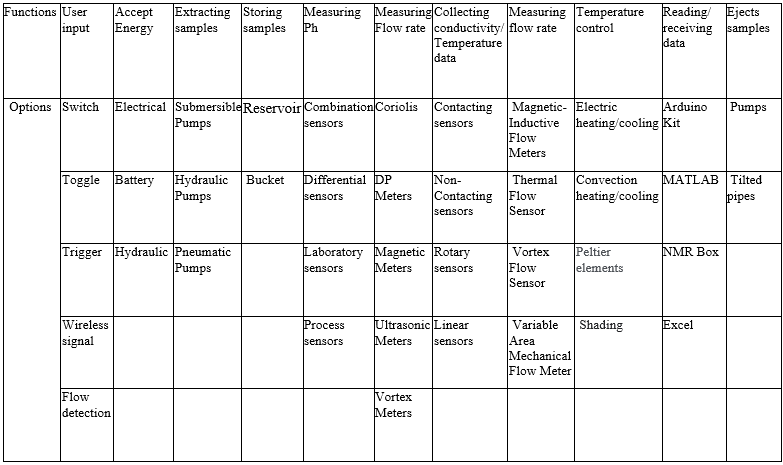 Functions User input Accept Energy Extracting samples Storing samples Measuring Ph Measuring Flow rate Collecting conductivity/ Temperature data Measuring flow rate Temperature control Reading/ receiving data Ejects samples
Options Switch Electrical Submersible Pumps Reservoir Combination sensors Coriolis Contacting sensors Magnetic- Inductive Flow Meters Electric heating/cooling Arduino Kit Pumps
Toggle Battery Hydraulic Pumps Bucket Differential sensors DP Meters Non- Contacting sensors Thermal Flow Sensor Convection heating/cooling MATLAB Tilted pipes
Trigger Hydraulic Pneumatic Pumps Laboratory sensors Magnetic Meters Rotary sensors Vortex Flow Sensor Peltier elements NMR Box
Wireless signal Process sensors Ultrasonic Meters Linear sensors Variable Area Mechanical Flow Meter Shading Excel
Flow detection Vortex Meters